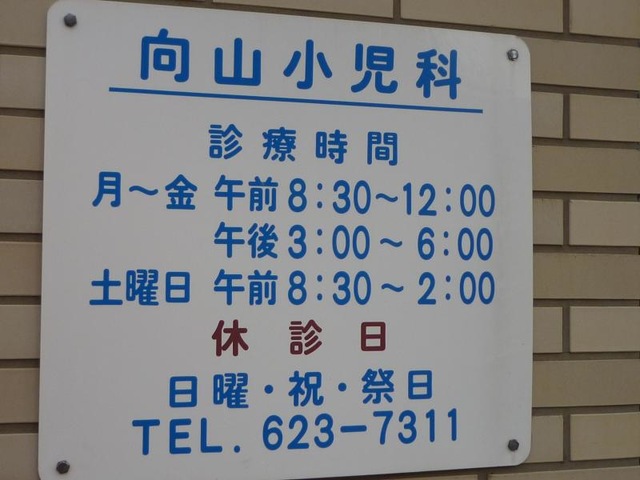 向山小児科
診療時間
月～金 午前 8:30～12:00
午後 3:00～6:00
土曜日 午前 8:30～2:00
休診日
日曜・祝・祭日
TEL. 623-7311